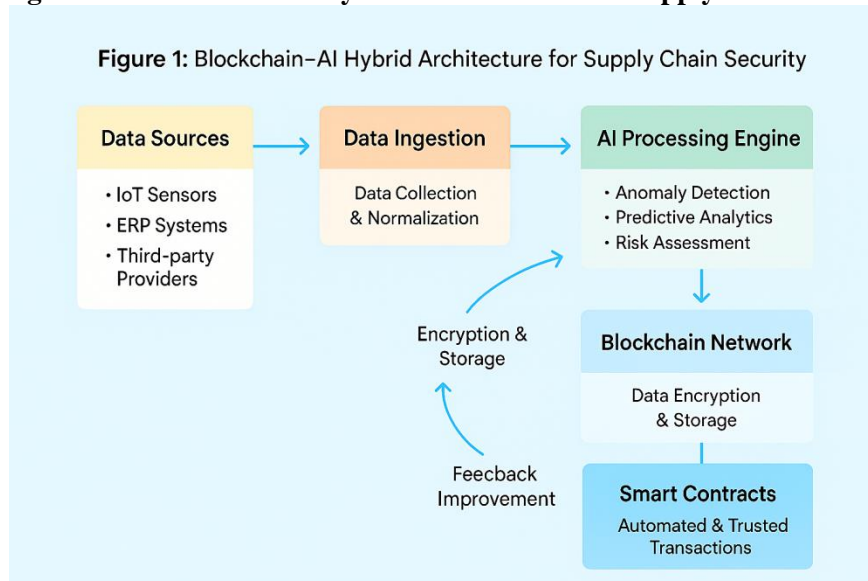 Figure 1: Blockchain–AI Hybrid Architecture for Supply Chain Security
Data Sources
• IoT Sensors
• ERP Systems
• Third-party
Providers
Data Ingestion
Data Collection
& Normalization
AI Processing Engine
• Anomaly Detection
• Predictive Analytics
• Risk Assessment
Encryption &
Storage
Feecback
Improvement
Blockchain Network
Data Encryption
& Storage
Smart Contracts
Automated & Trusted
Transactions